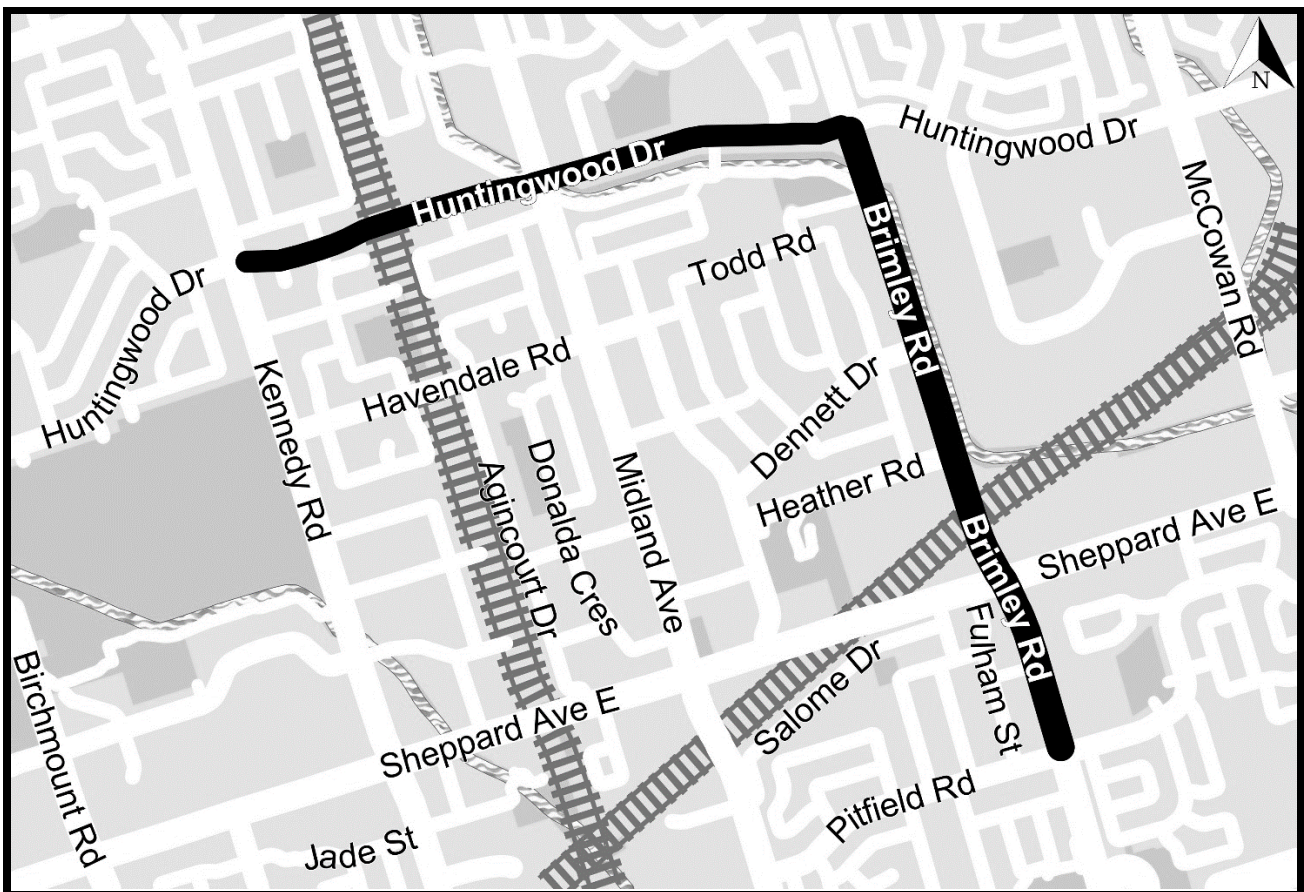 N
Huntingwood Dr
Huntingwood Dr
McCowan Rd
Brimley Rd
Todd Rd
Huntingwood Dr
Havendale Rd
Kennedy Rd
Dennett Dr
Donalda Cres
Midland Ave
Agincourt Dr
Heather Rd
Sheppard Ave E
Brimley Rd
Fulham St
Salome Dr
Birchmount Rd
Sheppard Ave E
Pitfield Rd
Jade St